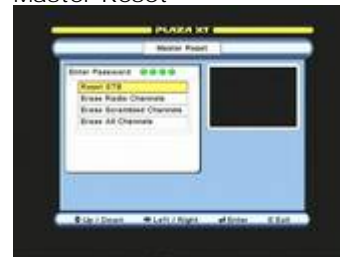 Master Reset
PLAZA XT
Master Reset
Enter Password
Reset STB
Erase Radio Channels
Erase Scrambled Channels
Erase All Channels
Up / Down Left / Right Enter Exit